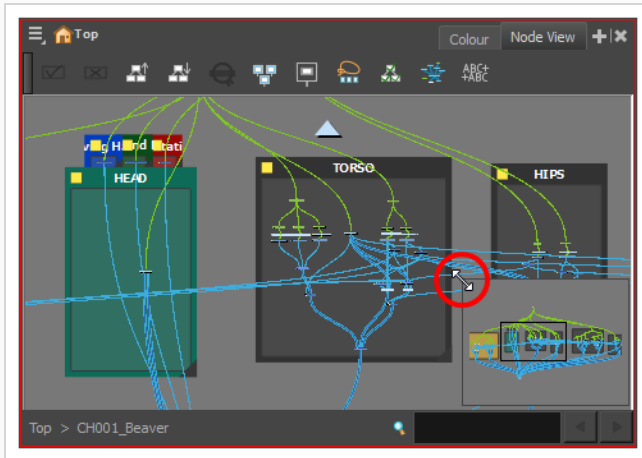 Top
Colour Node View
ABC+
+ABC
HEAD
TORSO
HIPS
Top > CH001_Beaver